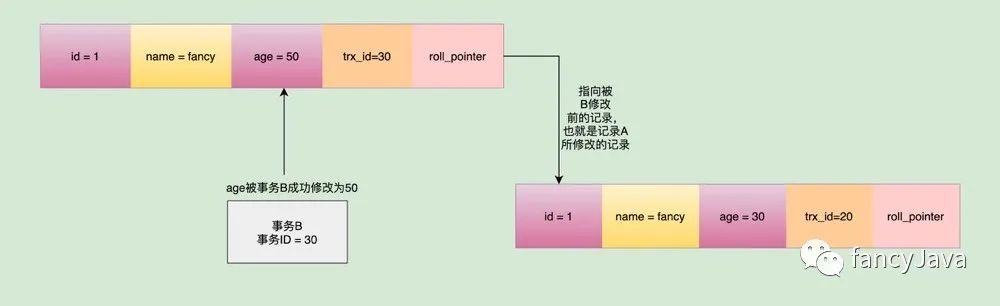 id = 1
name = fancy
age = 50
trx_id=30
roll_pointer
指向被
B修改
前的记录，
也就是记录A
所修改的记录
age被事务B成功修改为50
事务B
事务ID = 30
id = 1
name = fancy
age = 30
trx_id=20
roll_pointer
fancyJava